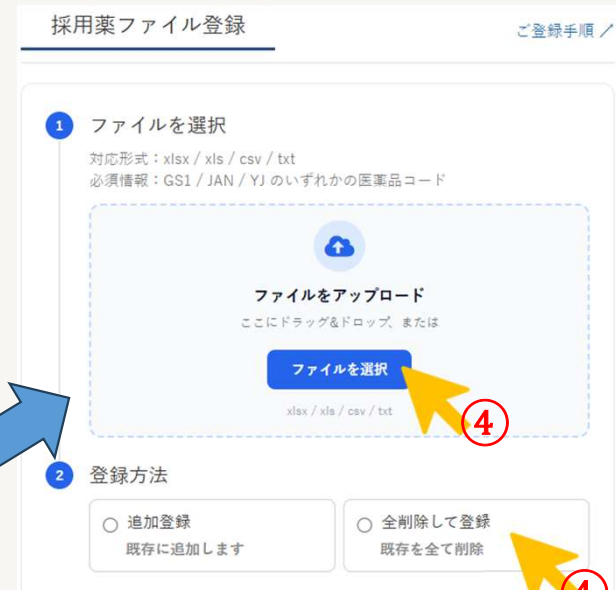 採用薬ファイル登録
ご登録手順 /
1 ファイルを選択
対応形式：xlsx / xls / csv / txt
必須情報：GS1 / JAN / YJ のいずれかの医薬品コード
ファイルをアップロード
ここにドラッグ&ドロップ、または
ファイルを選択
xlsx / xls / csv / txt
④
2 登録方法
追加登録
既存に追加します
全削除して登録
既存を全て削除
④